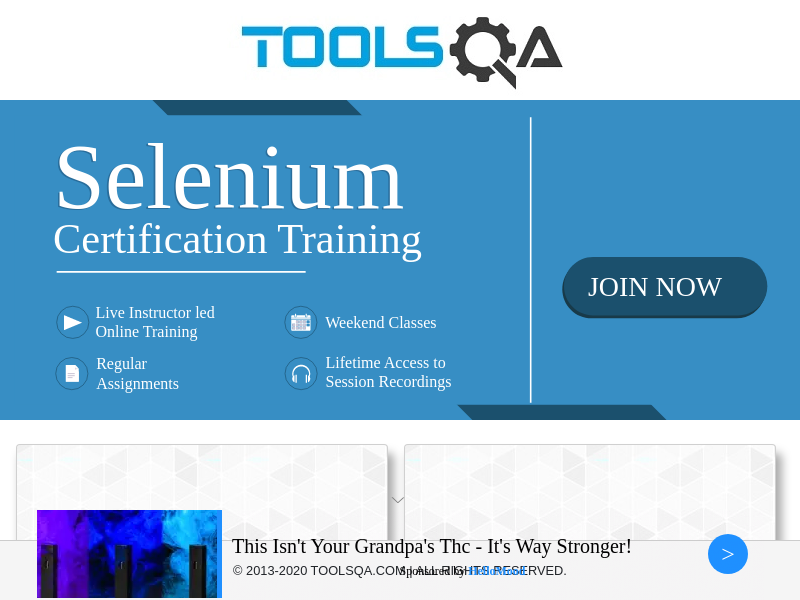 TOOLSQA
Selenium
Certification Training
JOIN NOW
Live Instructor led
Online Training
Weekend Classes
Regular
Assignments
Lifetime Access to
Session Recordings
This Isn't Your Grandpa's Thc - It's Way Stronger!
>
© 2013-2020 TOOLSQA.COM | ALL RIGHTS RESERVED.
Sponsored by